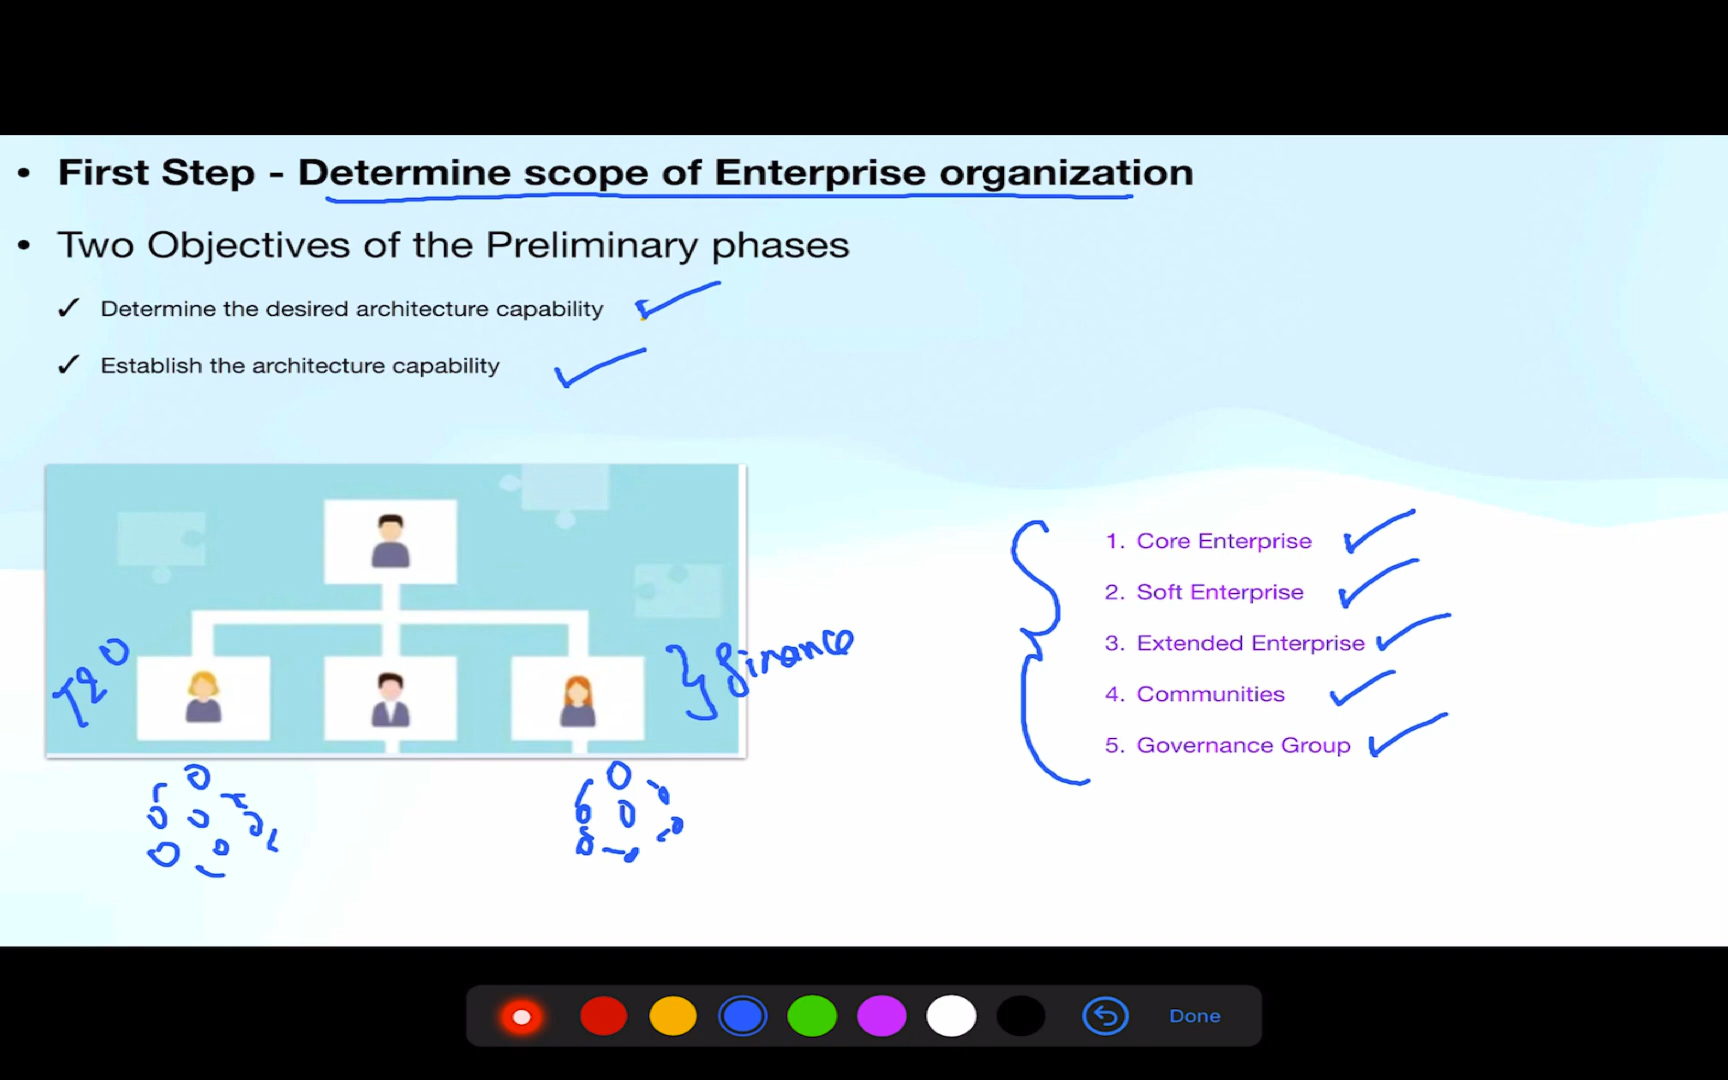 • First Step - Determine scope of Enterprise organization
• Two Objectives of the Preliminary phases
✓ Determine the desired architecture capability
✓ Establish the architecture capability
1. Core Enterprise
2. Soft Enterprise
3. Extended Enterprise
4. Communities
5. Governance Group
finance
Done